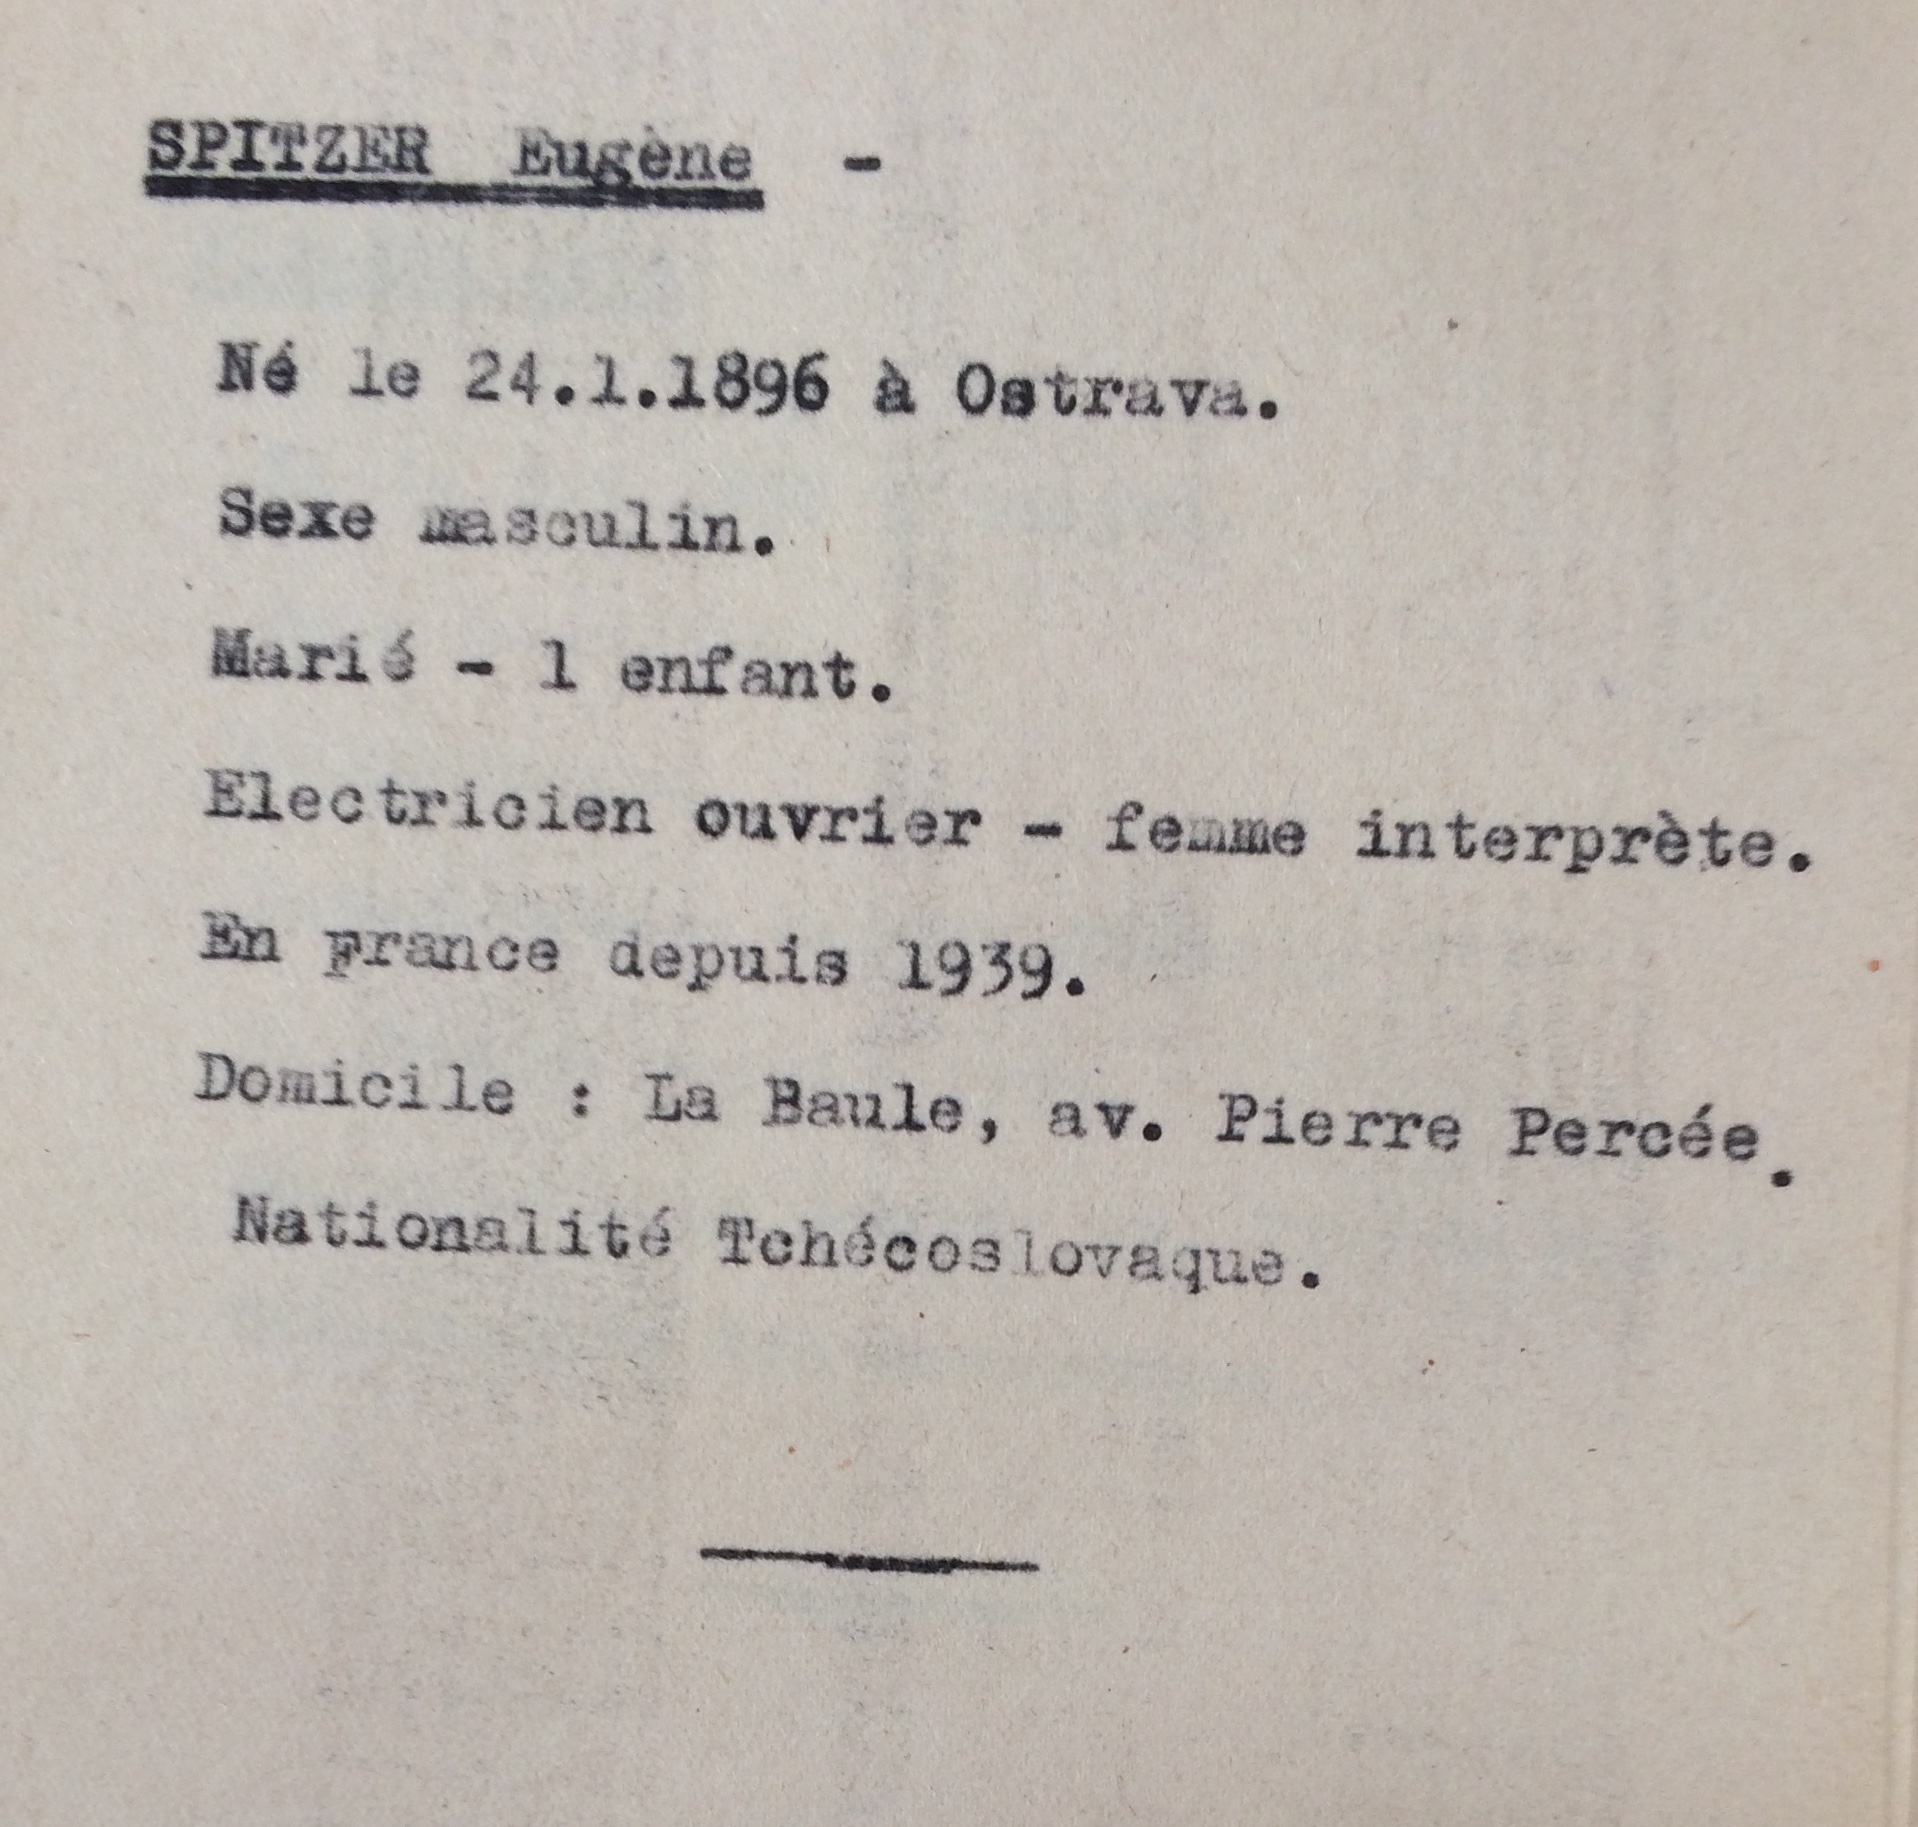 SPITZER Eugène -
Né le 24.1.1896 à Ostrava.
Sexe masculin.
Marié - 1 enfant.
Electricien ouvrier - femme interprète.
En France depuis 1939.
Domicile : La Baule, av. Pierre Percée.
Nationalité Tchécoslovaque.